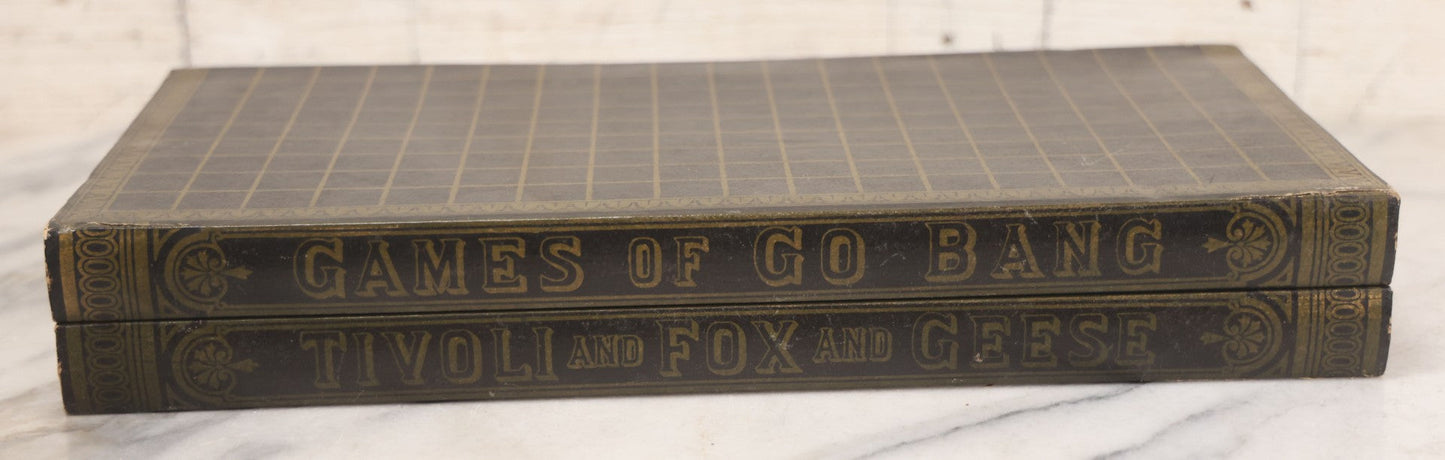 GAMES OF GO BANG
TIVOLI AND FOX AND GEESE